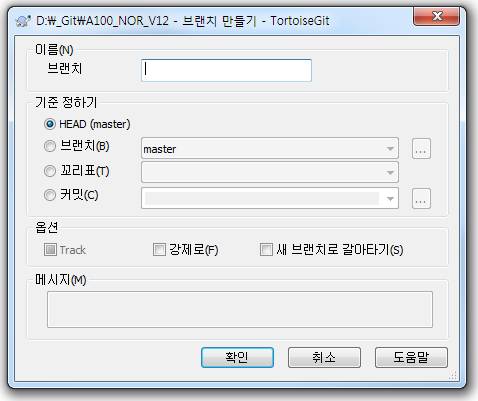 D:₩_Git₩A100_NOR_V12 - 브랜치 만들기 - TortoiseGit
이름(N)
브랜치
기준 정하기
HEAD (master)
브랜치(B) master ...
꼬리표(T)
커밋(C) ...
옵션
Track 강제로(F) 새 브랜치로 갈아타기(S)
메시지(M)
확인 취소 도움말